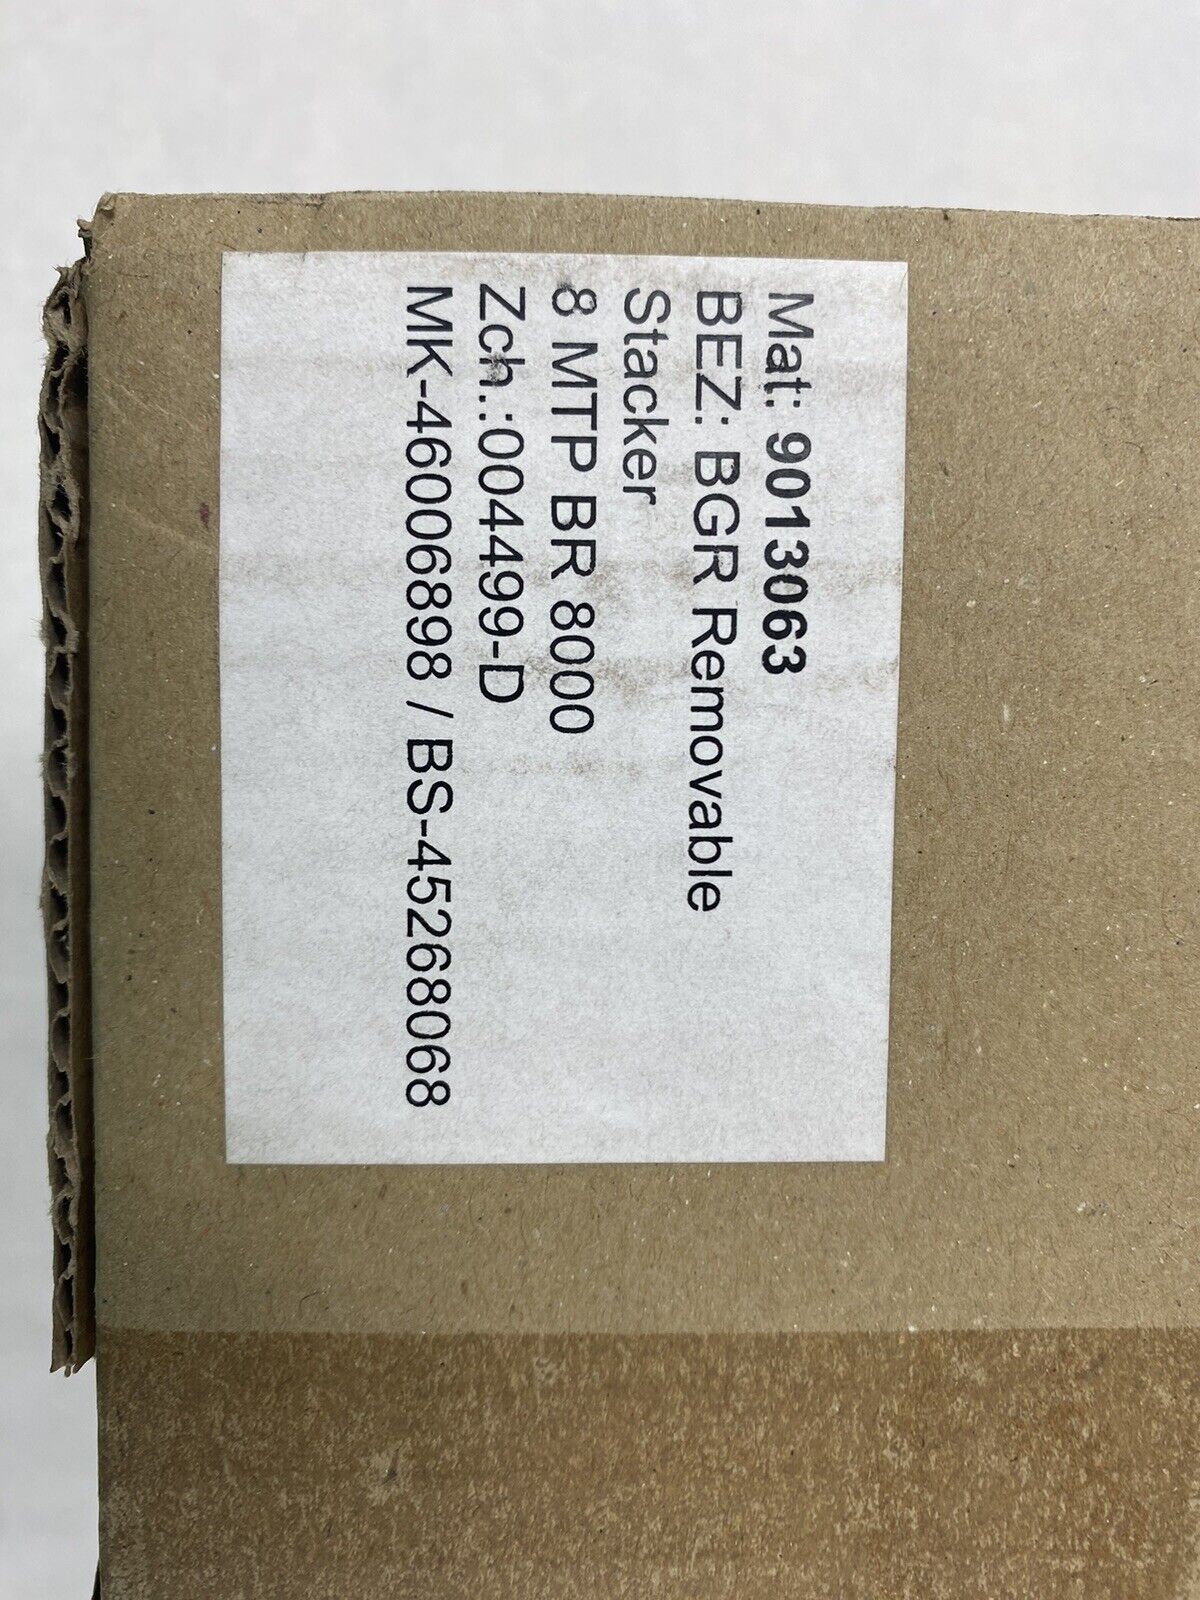 Mat: 9013063
BEZ: BGR Removable
Stacker
8 MTP BR 8000
Zch.:004499-D
MK-46006898 / BS-45268068